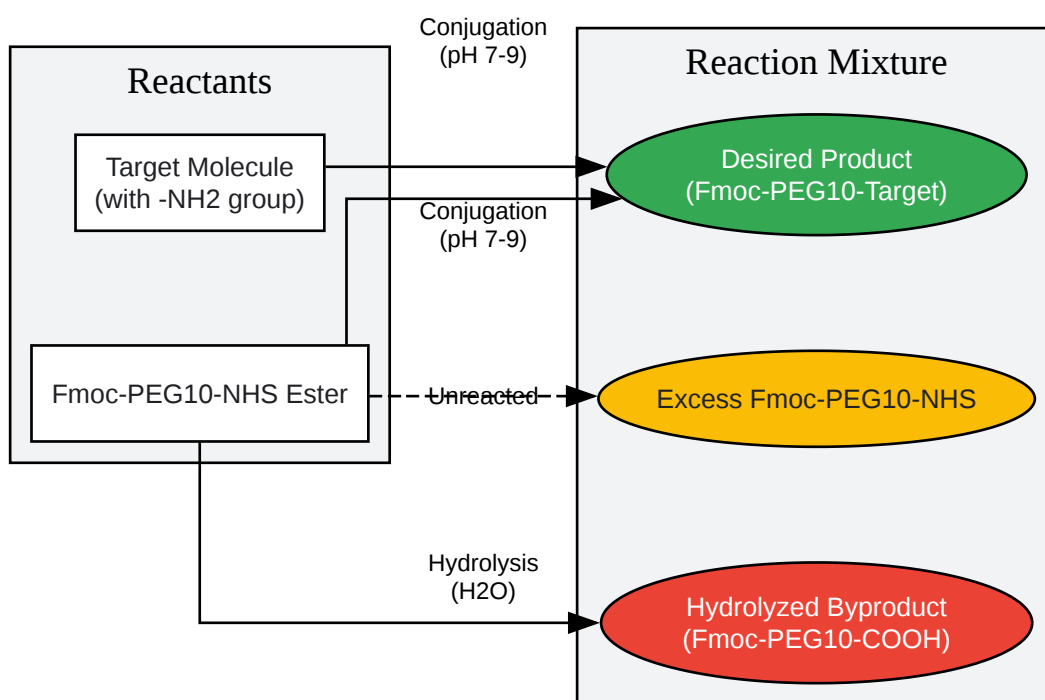 Conjugation
(pH 7-9)
Reactants
Reaction Mixture
Target Molecule
(with -NH2 group)
Desired Product
(Fmoc-PEG10-Target)
Conjugation
(pH 7-9)
Fmoc-PEG10-NHS Ester
Unreacted
Excess Fmoc-PEG10-NHS
Hydrolysis
(H2O)
Hydrolyzed Byproduct
(Fmoc-PEG10-COOH)